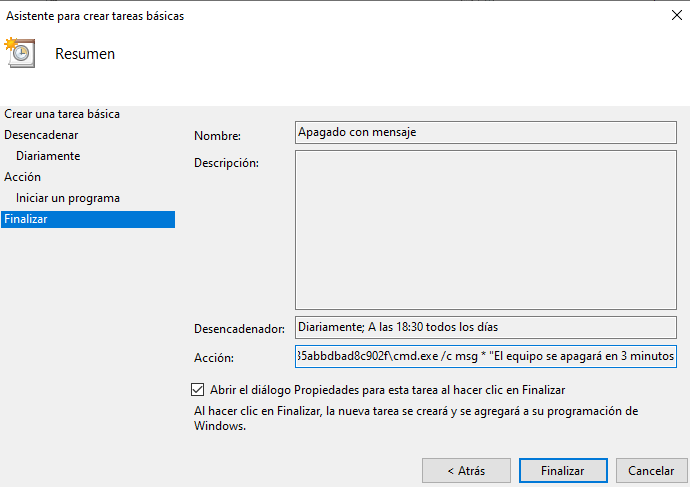 Asistente para crear tareas básicas
Resumen
Crear una tarea básica
Desencadenar
Diariamente
Acción
Iniciar un programa
Finalizar
Nombre: Apagado con mensaje
Descripción:
Desencadenador: Diariamente; A las 18:30 todos los días
Acción: 35abbdbad8c902f\cmd.exe /c msg * "El equipo se apagará en 3 minutos
Abrir el diálogo Propiedades para esta tarea al hacer clic en Finalizar
Al hacer clic en Finalizar, la nueva tarea se creará y se agregará a su programación de
Windows.
< Atrás Finalizar Cancelar